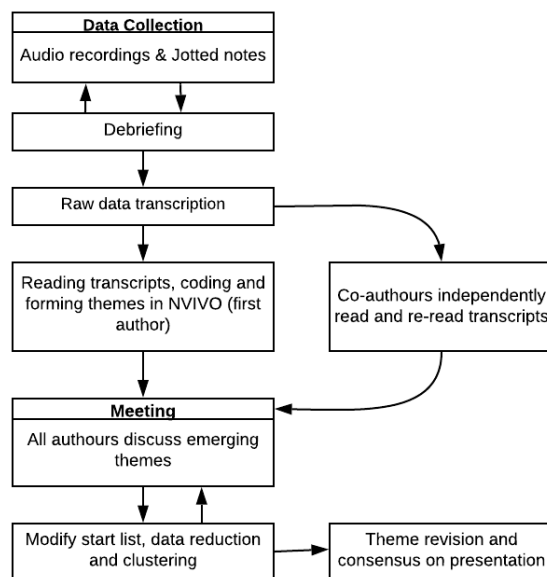 Data Collection
Audio recordings & Jotted notes
Debriefing
Raw data transcription
Reading transcripts, coding and
forming themes in NVIVO (first
author)
Co-authours independently
read and re-read transcripts
Meeting
All authours discuss emerging
themes
Modify start list, data reduction
and clustering
Theme revision and
consensus on presentation